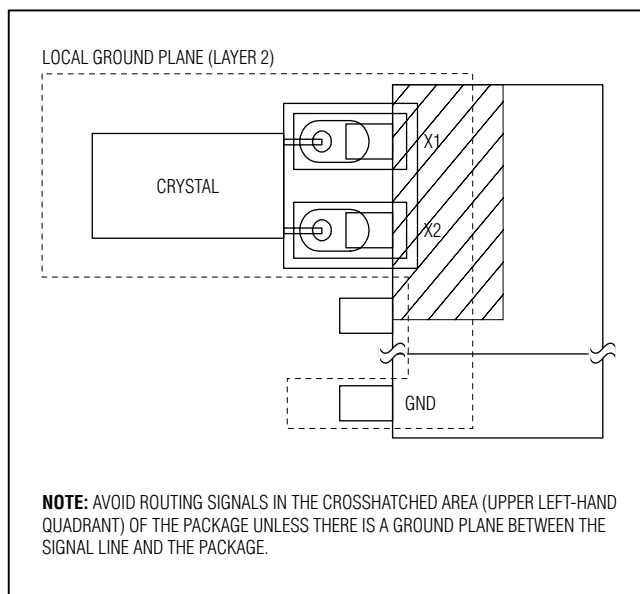 LOCAL GROUND PLANE (LAYER 2)
X1
CRYSTAL
X2
GND
NOTE: AVOID ROUTING SIGNALS IN THE CROSSHATCHED AREA (UPPER LEFT-HAND
QUADRANT) OF THE PACKAGE UNLESS THERE IS A GROUND PLANE BETWEEN THE
SIGNAL LINE AND THE PACKAGE.